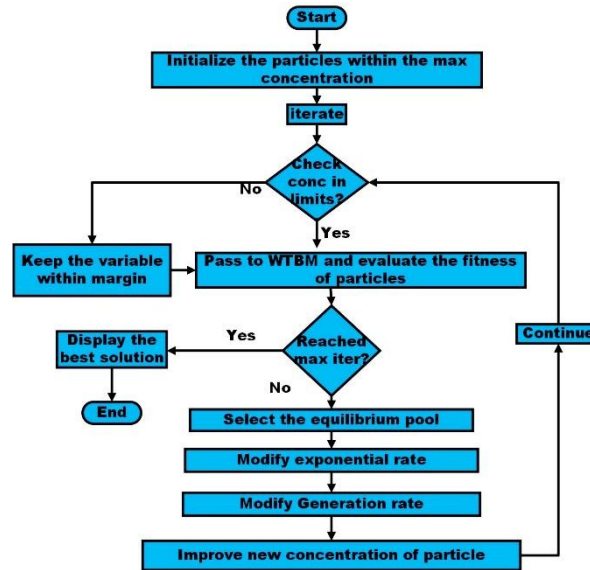 Start
Initialize the particles within the max
concentration
iterate
Check
conc in
limits?
No
Yes
Keep the variable
within margin
Pass to WTBM and evaluate the fitness
of particles
Continue
Display the
best solution
Yes
Reached
max iter?
No
End
Select the equilibrium pool
Modify exponential rate
Modify Generation rate
Improve new concentration of particle